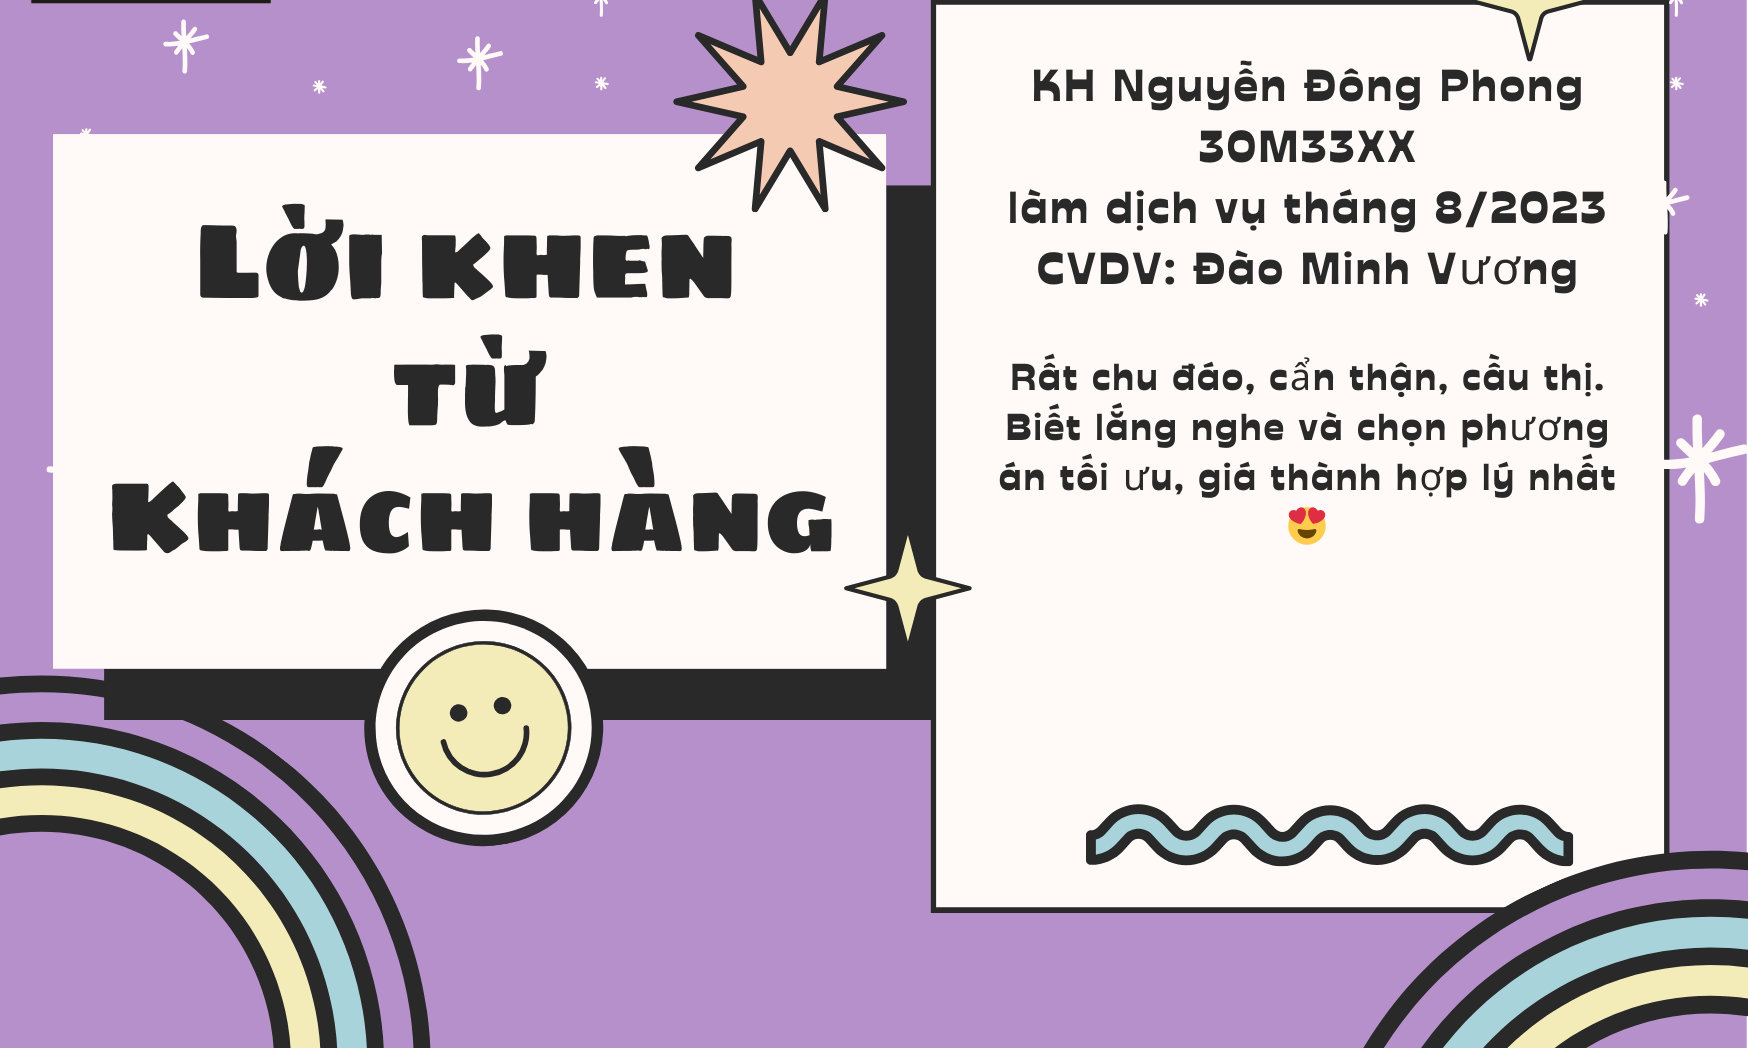 LỜI KHEN
TỪ
KHÁCH HÀNG
KH Nguyễn Đông Phong
30M33XX
làm dịch vụ tháng 8/2023
CVDV: Đào Minh Vương
Rất chu đáo, cẩn thận, cầu thị.
Biết lắng nghe và chọn phương
án tối ưu, giá thành hợp lý nhất
😍